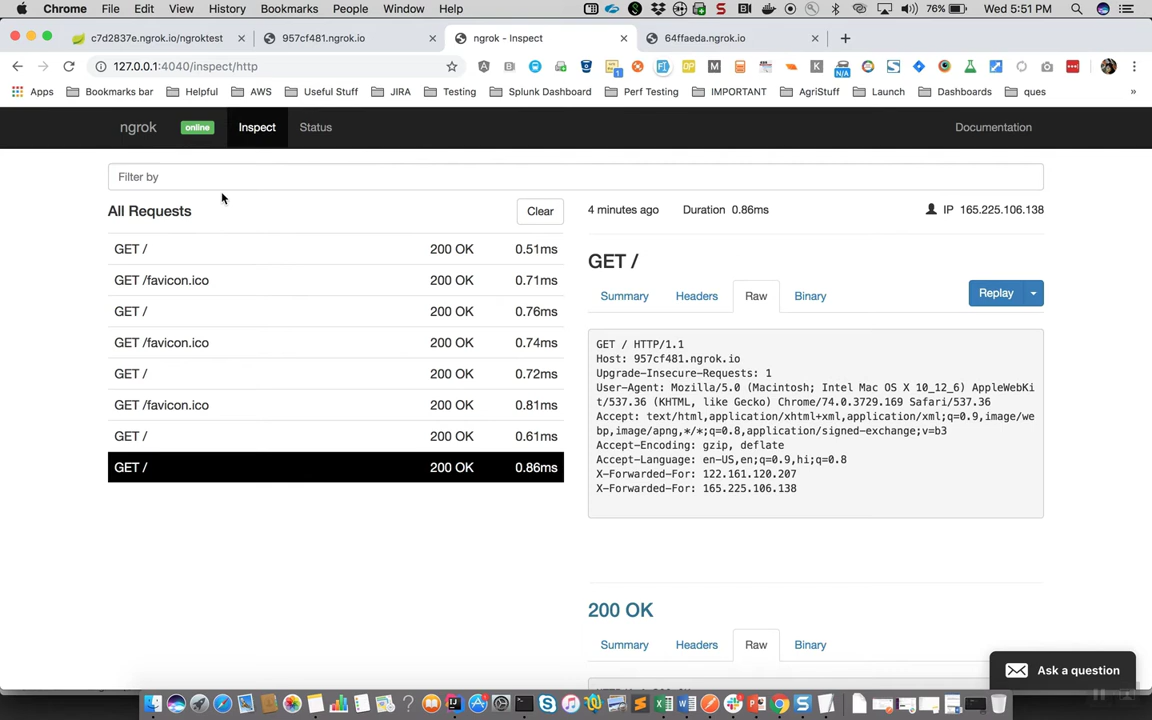 Chrome File Edit View History Bookmarks People Window Help 76% Wed 5:51 PM
c7d2837e.ngrok.io/ngroktest 957cf481.ngrok.io ngrok - Inspect 64ffaeda.ngrok.io
127.0.0.1:4040/inspect/http
Apps Bookmarks bar Helpful AWS Useful Stuff JIRA Testing Splunk Dashboard Perf Testing IMPORTANT AgriStuff Launch Dashboards ques
ngrok online Inspect Status Documentation
Filter by
All Requests Clear
GET / 200 OK 0.51ms
GET /favicon.ico 200 OK 0.71ms
GET / 200 OK 0.76ms
GET /favicon.ico 200 OK 0.74ms
GET / 200 OK 0.72ms
GET /favicon.ico 200 OK 0.81ms
GET / 200 OK 0.61ms
GET / 200 OK 0.86ms
4 minutes ago Duration 0.86ms IP 165.225.106.138
GET /
Summary Headers Raw Binary Replay
GET / HTTP/1.1
Host: 957cf481.ngrok.io
Upgrade-Insecure-Requests: 1
User-Agent: Mozilla/5.0 (Macintosh; Intel Mac OS X 10_12_6) AppleWebKi
t/537.36 (KHTML, like Gecko) Chrome/74.0.3729.169 Safari/537.36
Accept: text/html,application/xhtml+xml,application/xml;q=0.9,image/we
bp,image/apng,*/*;q=0.8,application/signed-exchange;v=b3
Accept-Encoding: gzip, deflate
Accept-Language: en-US,en;q=0.9,hi;q=0.8
X-Forwarded-For: 122.161.120.207
X-Forwarded-For: 165.225.106.138
200 OK
Summary Headers Raw Binary
Ask a question